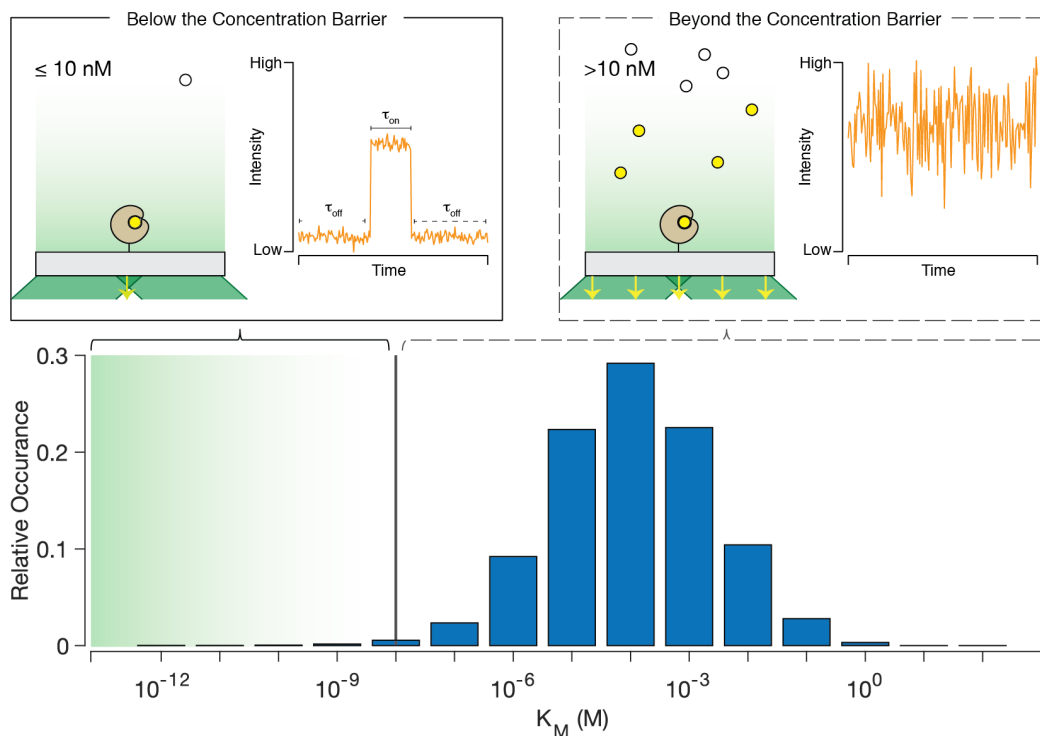 Below the Concentration Barrier
≤ 10 nM
High
Intensity
Low
τon
τoff
τoff
Time
Beyond the Concentration Barrier
>10 nM
High
Intensity
Low
Time
Relative Occurance
0.3
0.2
0.1
0
10⁻¹²
10⁻⁹
10⁻⁶
10⁻³
10⁰
K_M (M)